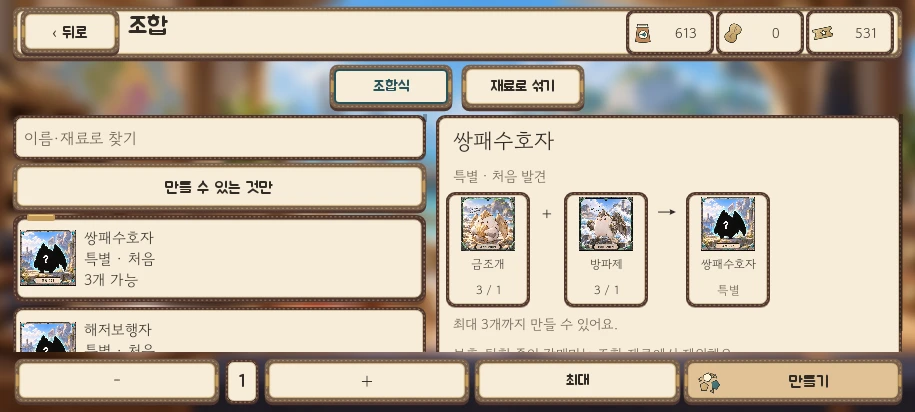 ‹ 뒤로
조합
613
0
531
조합식
재료로 섞기
이름·재료로 찾기
만들 수 있는 것만
쌍패수호자
특별 · 처음
3개 가능
해저보행자
특별 · 처음
쌍패수호자
특별 · 처음 발견
?
금조개
3 / 1
+
방파제
3 / 1
→
?
쌍패수호자
특별
최대 3개까지 만들 수 있어요.
-
1
+
최대
만들기